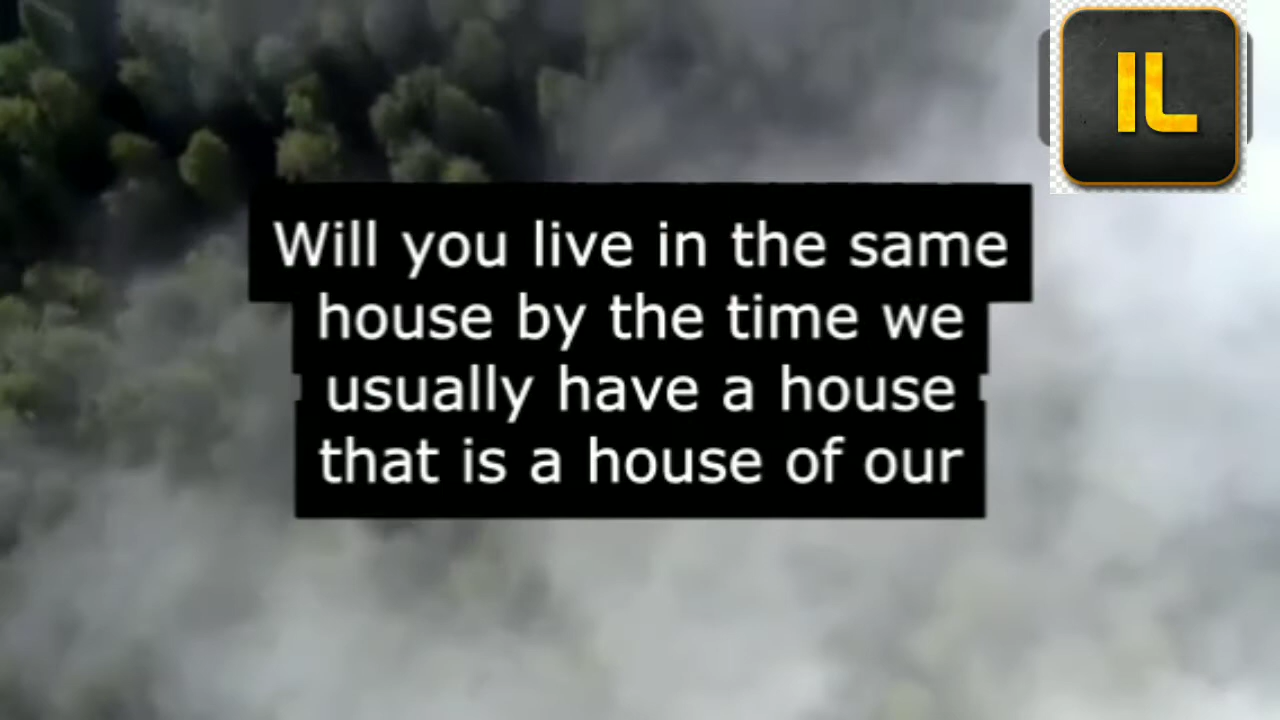 IL
Will you live in the same
house by the time we
usually have a house
that is a house of our